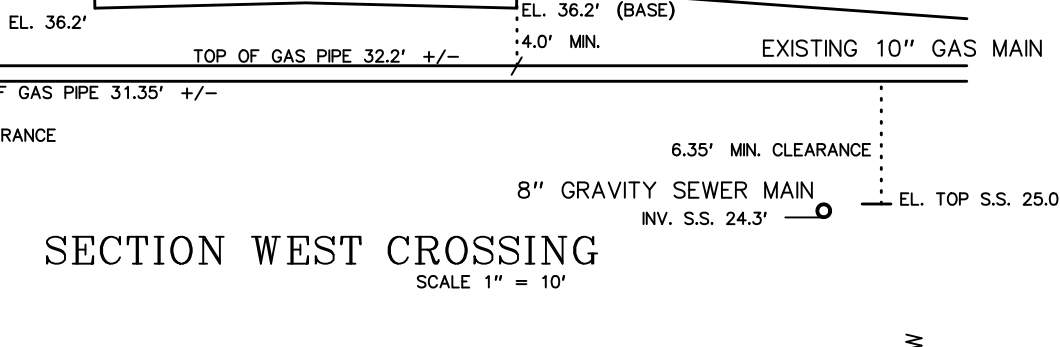 EL. 36.2'
EL. 36.2' (BASE)
4.0' MIN.
TOP OF GAS PIPE 32.2' +/-
EXISTING 10" GAS MAIN
F GAS PIPE 31.35' +/-
RANCE
6.35' MIN. CLEARANCE
8" GRAVITY SEWER MAIN
EL. TOP S.S. 25.0
INV. S.S. 24.3'
SECTION WEST CROSSING
SCALE 1" = 10'
W